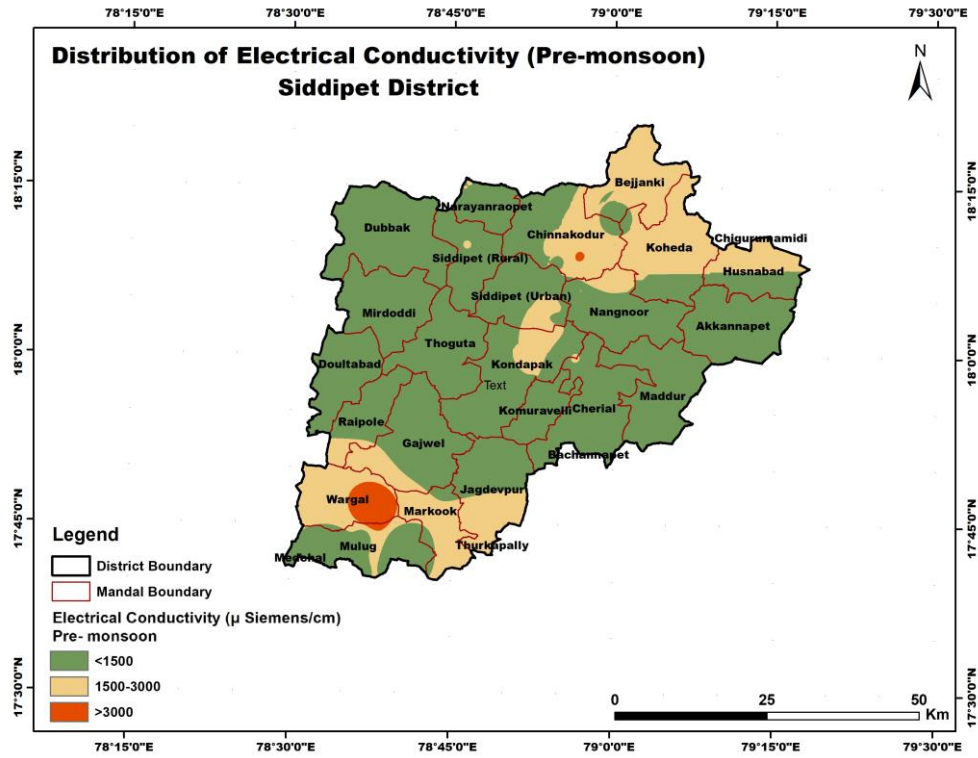 78°15'0"E 78°30'0"E 78°45'0"E 79°0'0"E 79°15'0"E 79°30'0"E
Distribution of Electrical Conductivity (Pre-monsoon)
Siddipet District
N
18°15'0"N
18°15'0"N
18°0'0"N
18°0'0"N
17°45'0"N
17°45'0"N
17°30'0"N
17°30'0"N
Bejjanki
Narayanraopet
Dubbak
Chinnakodur
Chigurumamidi
Koheda
Siddipet (Rural)
Husnabad
Siddipet (Urban)
Mirdoddi
Nangnoor
Akkannapet
Thoguta
Doultabad
Kondapak
Text
Maddur
Komuravelli
Cherial
Raipole
Gajwel
Bachannapet
Jagdevpur
Wargal
Markook
Mulug
Thurkapally
Medchal
Legend
District Boundary
Mandal Boundary
Electrical Conductivity (µ Siemens/cm)
Pre- monsoon
<1500
1500-3000
>3000
0 25 50
Km
78°15'0"E 78°30'0"E 78°45'0"E 79°0'0"E 79°15'0"E 79°30'0"E